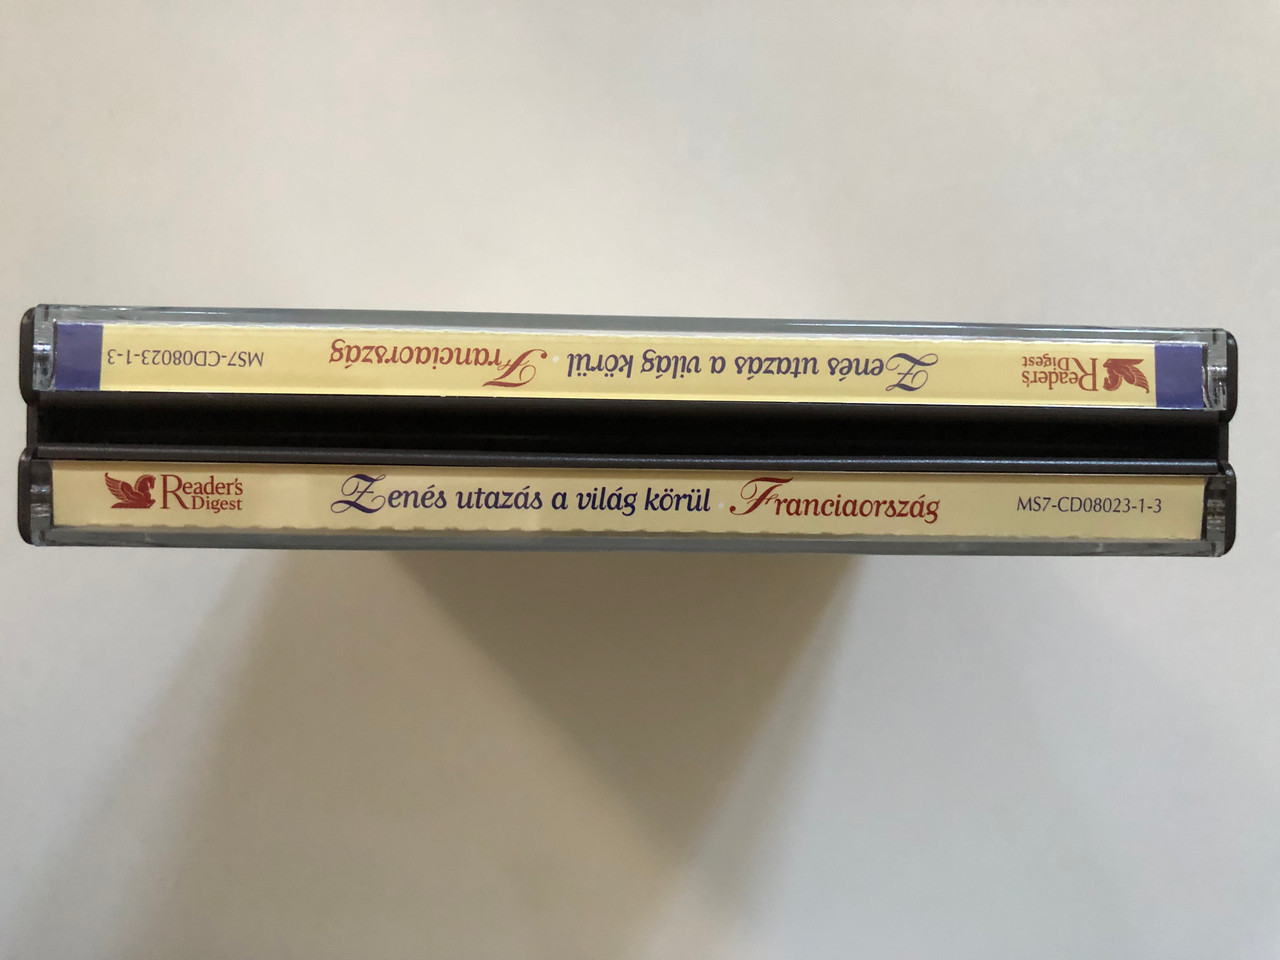 Reader's
Digest
Zenés utazás a világ körül · Franciaország
MS7-CD08023-1-3
Reader's
Digest
Zenés utazás a világ körül · Franciaország
MS7-CD08023-1-3